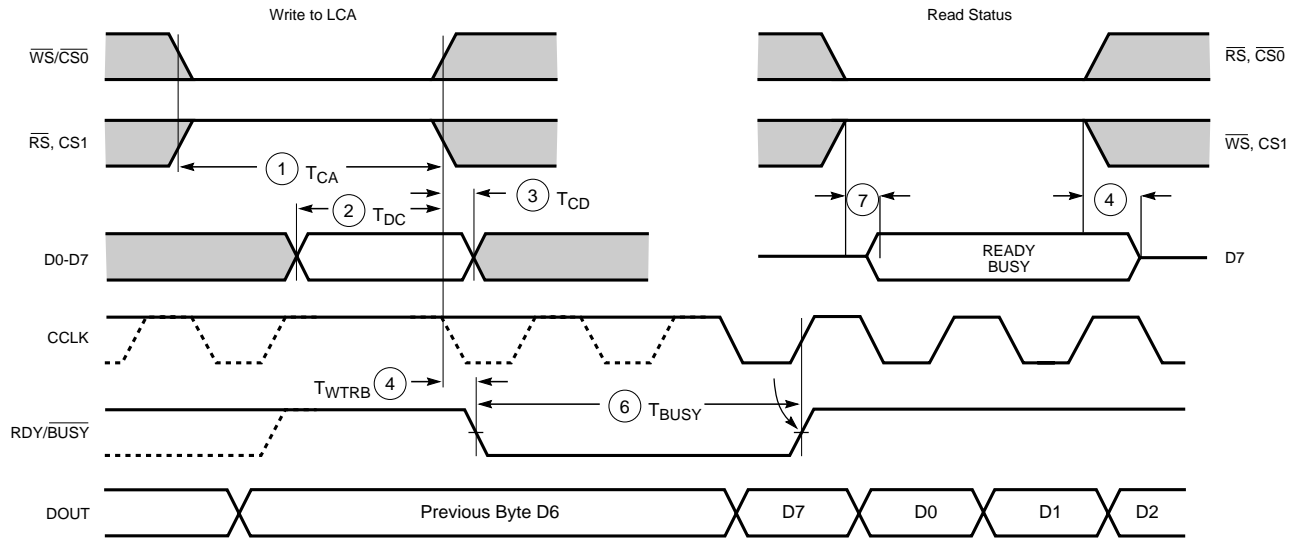 Write to LCA
Read Status
WS/CS0
RS, CS0
RS, CS1
WS, CS1
1 TCA
2 TDC
3 TCD
7
4
D0-D7
READY
BUSY
D7
CCLK
TWTRB 4
6 TBUSY
RDY/BUSY
DOUT
Previous Byte D6
D7
D0
D1
D2